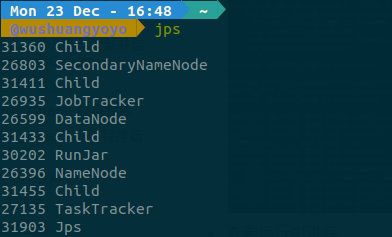 Mon 23 Dec - 16:48 ~
@wushuangyoyo jps
31360 Child
26803 SecondaryNameNode
31411 Child
26935 JobTracker
26599 DataNode
31433 Child
30202 RunJar
26396 NameNode
31455 Child
27135 TaskTracker
31903 Jps